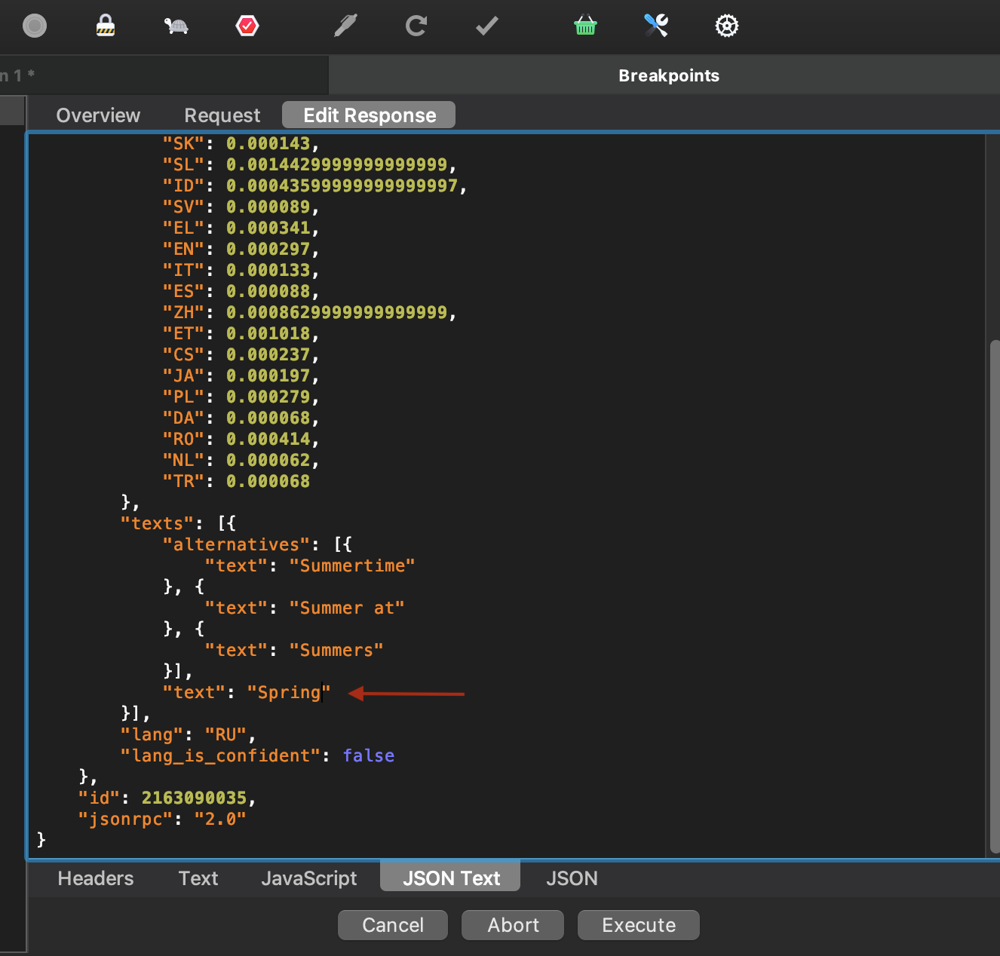 n 1 *
Breakpoints
Overview Request Edit Response
"SK": 0.000143,
"SL": 0.0014429999999999999,
"ID": 0.00043599999999999997,
"SV": 0.000089,
"EL": 0.000341,
"EN": 0.000297,
"IT": 0.000133,
"ES": 0.000088,
"ZH": 0.0008629999999999999,
"ET": 0.001018,
"CS": 0.000237,
"JA": 0.000197,
"PL": 0.000279,
"DA": 0.000068,
"RO": 0.000414,
"NL": 0.000062,
"TR": 0.000068
},
"texts": [{
"alternatives": [{
"text": "Summertime"
}, {
"text": "Summer at"
}, {
"text": "Summers"
}],
"text": "Spring"
}],
"lang": "RU",
"lang_is_confident": false
},
"id": 2163090035,
"jsonrpc": "2.0"
}
Headers Text JavaScript JSON Text JSON
Cancel Abort Execute